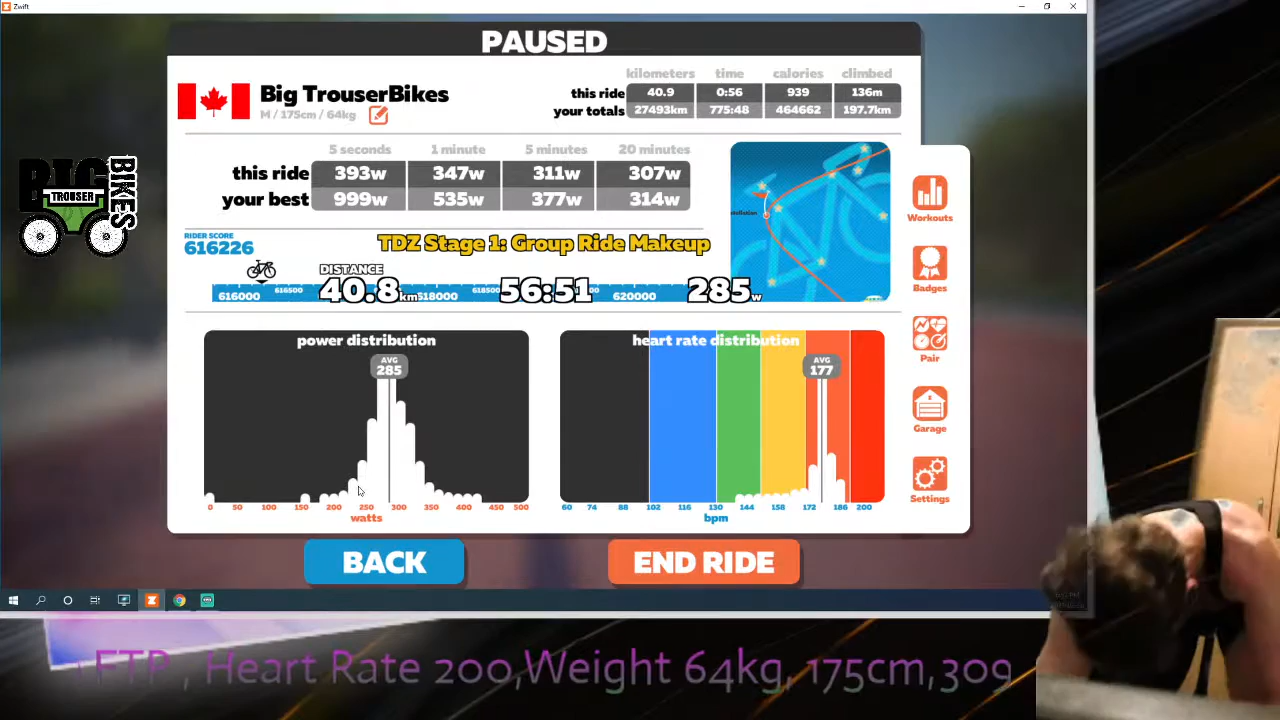 Zwift
PAUSED
Big TrouserBikes
M / 175cm / 64kg
kilometers time calories climbed
this ride 40.9 0:56 939 136m
your totals 27493km 775:48 464662 197.7km
5 seconds 1 minute 5 minutes 20 minutes
this ride 393w 347w 311w 307w
your best 999w 535w 377w 314w
BIG
TROUSER
BIKES
RIDER SCORE
616226
TDZ Stage 1: Group Ride Makeup
DISTANCE
40.8km 56:51 285w
616000 616500 618000 618500 620000
power distribution
AVG
285
0 50 100 150 200 250 300 350 400 450 500
watts
heart rate distribution
AVG
177
60 74 88 102 116 130 144 158 172 186 200
bpm
Workouts
Badges
Pair
Garage
Settings
BACK
END RIDE
FTP , Heart Rate 200,Weight 64kg, 175cm,309